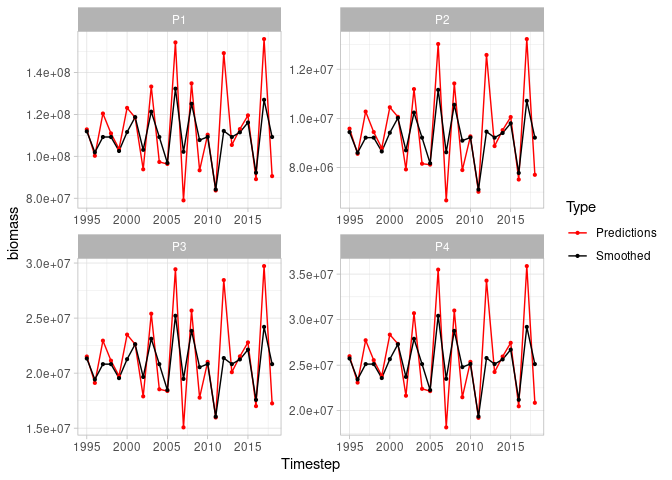 P1
P2
1.4e+08
1.2e+08
1.0e+08
8.0e+07
1.2e+07
1.0e+07
8.0e+06
1995 2000 2005 2010 2015
1995 2000 2005 2010 2015
P3
P4
3.0e+07
2.5e+07
2.0e+07
1.5e+07
3.5e+07
3.0e+07
2.5e+07
2.0e+07
1995 2000 2005 2010 2015
1995 2000 2005 2010 2015
biomass
Timestep
Type
Predictions
Smoothed